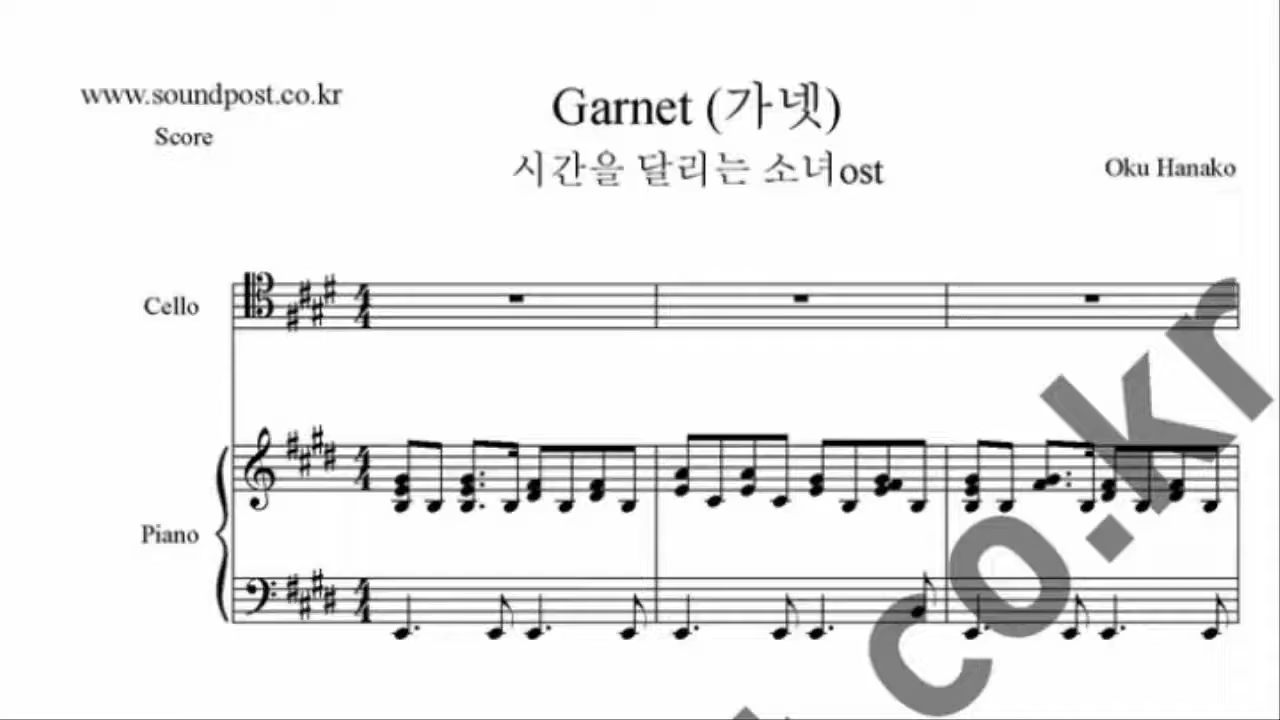 www.soundpost.co.kr
Score
Garnet (가넷)
시간을 달리는 소녀ost
Oku Hanako
Cello
Piano
co.kr